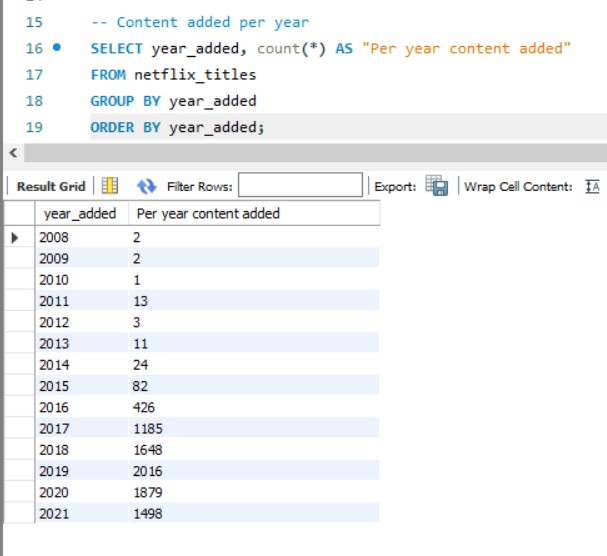 15 -- Content added per year
16 SELECT year_added, count(*) AS "Per year content added"
17 FROM netflix_titles
18 GROUP BY year_added
19 ORDER BY year_added;
Result Grid Filter Rows: Export: Wrap Cell Content:
year_added Per year content added
2008 2
2009 2
2010 1
2011 13
2012 3
2013 11
2014 24
2015 82
2016 426
2017 1185
2018 1648
2019 2016
2020 1879
2021 1498